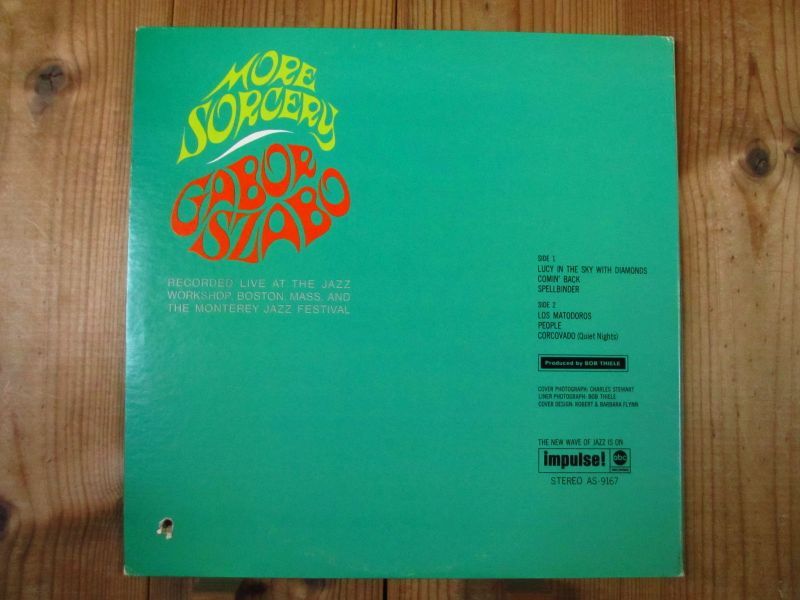 MORE
SORCERY
GABOR
SZABO
RECORDED LIVE AT THE JAZZ
WORKSHOP, BOSTON, MASS. AND
THE MONTEREY JAZZ FESTIVAL
SIDE 1
LUCY IN THE SKY WITH DIAMONDS
COMIN' BACK
SPELLBINDER
SIDE 2
LOS MATODOROS
PEOPLE
CORCOVADO (Quiet Nights)
Produced by BOB THIELE
COVER PHOTOGRAPH: CHARLES STEWART
LINER PHOTOGRAPH: BOB THIELE
COVER DESIGN: ROBERT & BARBARA FLYNN
THE NEW WAVE OF JAZZ IS ON
impulse! abc
STEREO AS-9167